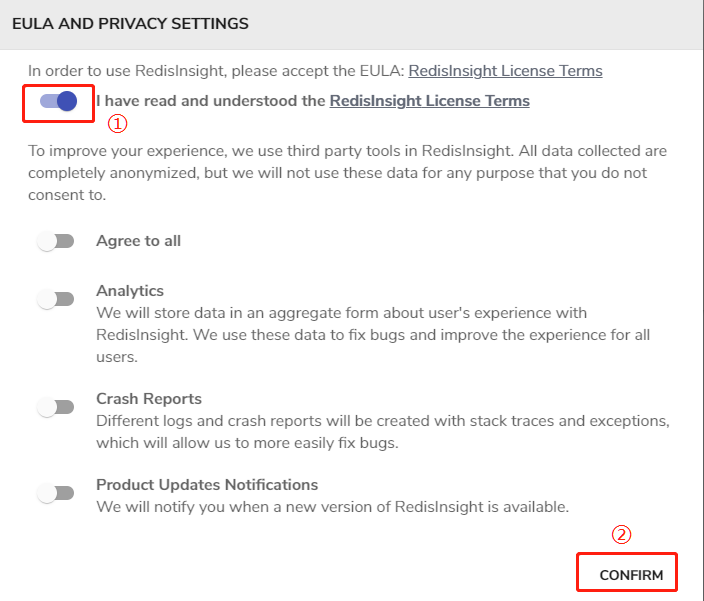 EULA AND PRIVACY SETTINGS
In order to use RedisInsight, please accept the EULA: RedisInsight License Terms
I have read and understood the RedisInsight License Terms
①
To improve your experience, we use third party tools in RedisInsight. All data collected are
completely anonymized, but we will not use these data for any purpose that you do not
consent to.
Agree to all
Analytics
We will store data in an aggregate form about user's experience with
RedisInsight. We use these data to fix bugs and improve the experience for all
users.
Crash Reports
Different logs and crash reports will be created with stack traces and exceptions,
which will allow us to more easily fix bugs.
Product Updates Notifications
We will notify you when a new version of RedisInsight is available.
②
CONFIRM